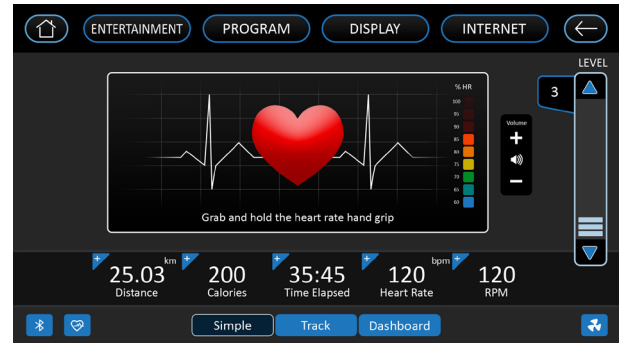 ENTERTAINMENT
PROGRAM
DISPLAY
INTERNET
LEVEL
3
% HR
100
95
90
85
80
75
70
65
60
Volume
+
−
Grab and hold the heart rate hand grip
+ km + + + bpm +
25.03 200 35:45 120 120
Distance Calories Time Elapsed Heart Rate RPM
Simple Track Dashboard